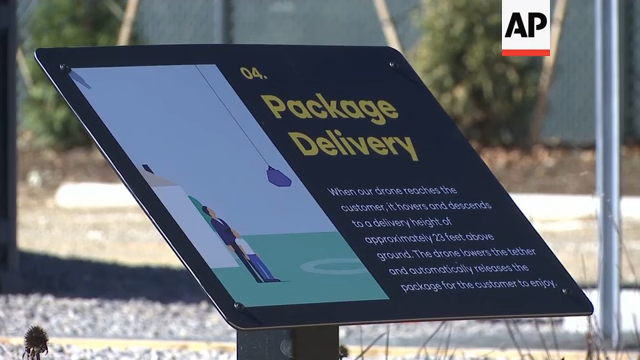 AP
04.
Package
Delivery
When our drone reaches the
customer, it hovers and descends
to a delivery height of
approximately 23 feet above
ground. The drone lowers the tether
and automatically releases the
package for the customer to enjoy.